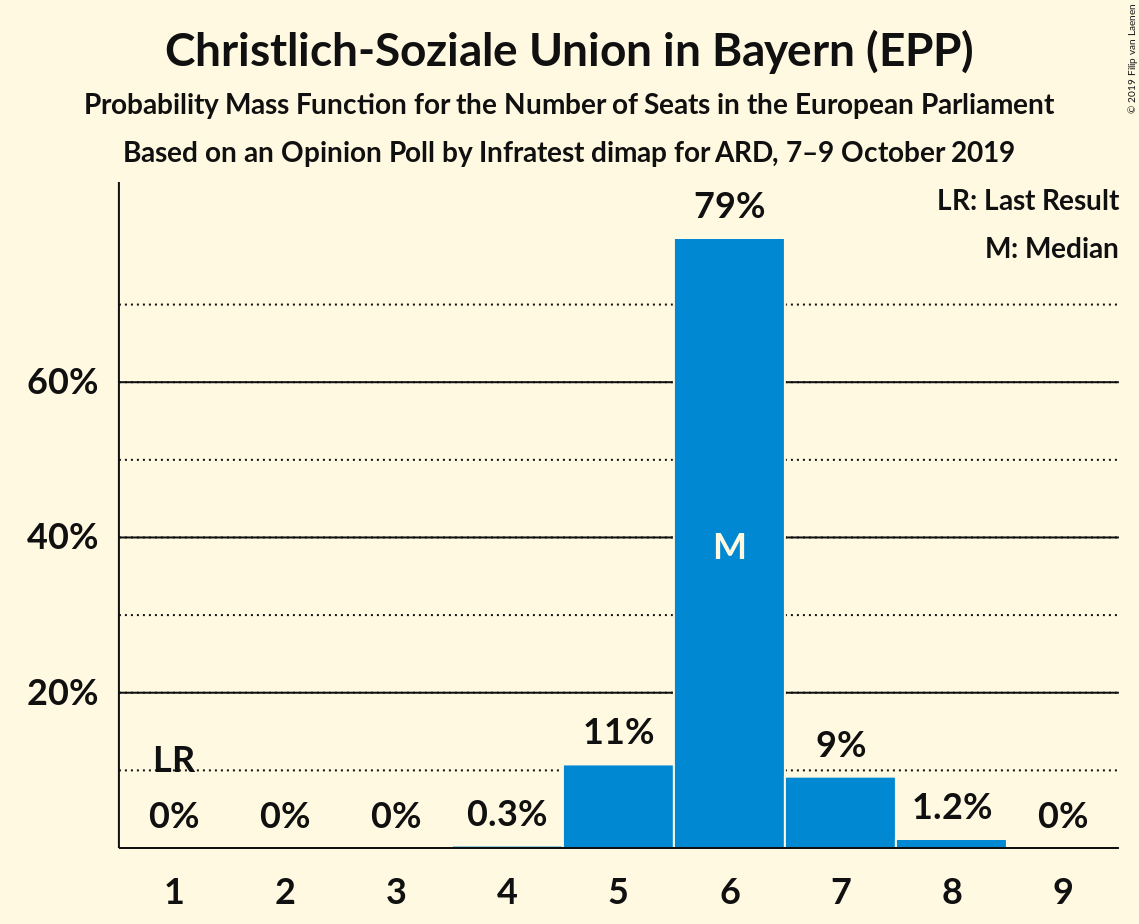 Christlich-Soziale Union in Bayern (EPP)
Probability Mass Function for the Number of Seats in the European Parliament
Based on an Opinion Poll by Infratest dimap for ARD, 7–9 October 2019
© 2019 Filip van Laenen
LR: Last Result
M: Median
79%
60%
40%
M
20%
11%
9%
LR
0%
0%
0%
0.3%
1.2%
0%
1 2 3 4 5 6 7 8 9